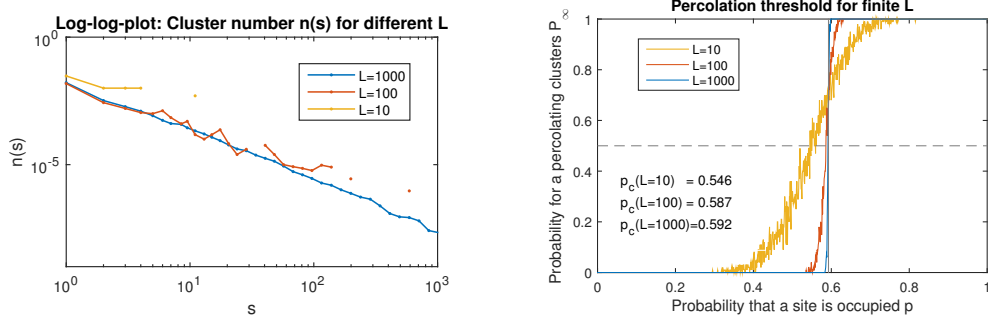 Log-log-plot: Cluster number n(s) for different L
10^0
10^-5
n(s)
L=1000
L=100
L=10
10^0
10^1
10^2
10^3
s
Percolation threshold for finite L
Probability for a percolating clusters P_∞
1
0.8
0.6
0.4
0.2
0
L=10
L=100
L=1000
p_c(L=10) = 0.546
p_c(L=100) = 0.587
p_c(L=1000)=0.592
0
0.2
0.4
0.6
0.8
1
Probability that a site is occupied p